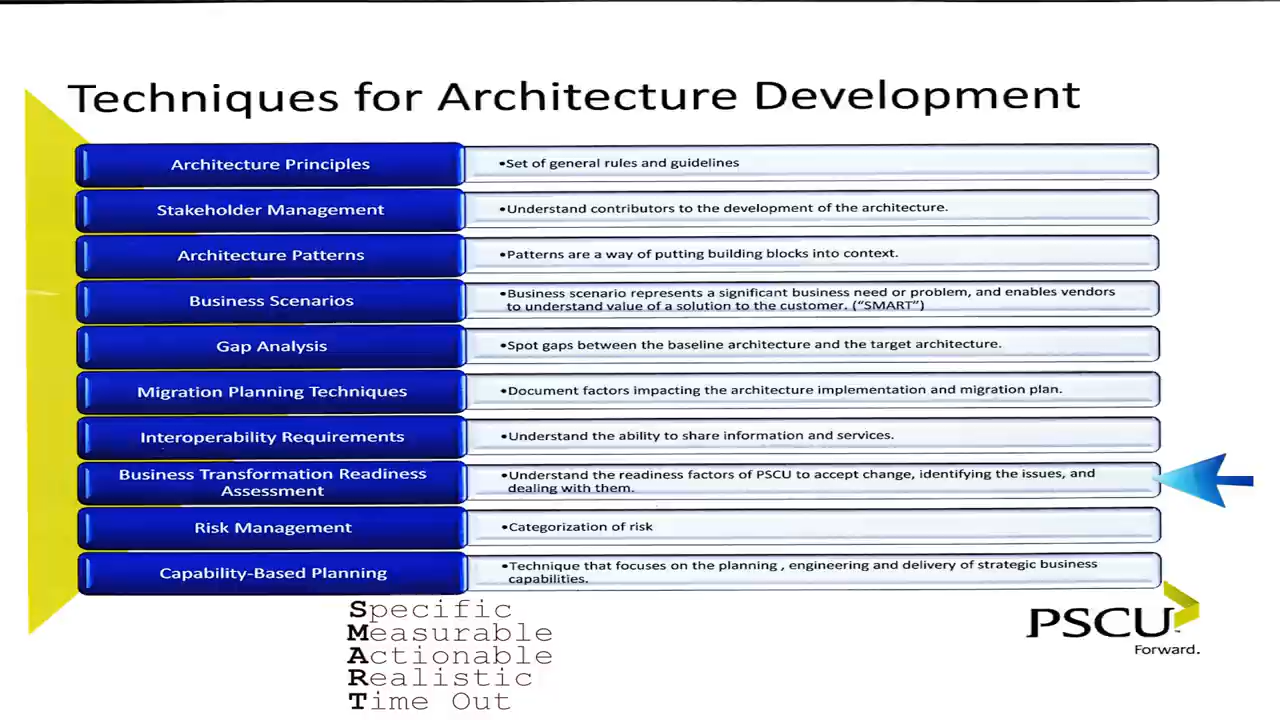 Techniques for Architecture Development
Architecture Principles
•Set of general rules and guidelines
Stakeholder Management
•Understand contributors to the development of the architecture.
Architecture Patterns
•Patterns are a way of putting building blocks into context.
Business Scenarios
•Business scenario represents a significant business need or problem, and enables vendors
to understand value of a solution to the customer. (“SMART”)
Gap Analysis
•Spot gaps between the baseline architecture and the target architecture.
Migration Planning Techniques
•Document factors impacting the architecture implementation and migration plan.
Interoperability Requirements
•Understand the ability to share information and services.
Business Transformation Readiness
Assessment
•Understand the readiness factors of PSCU to accept change, identifying the issues, and
dealing with them.
Risk Management
•Categorization of risk
Capability-Based Planning
•Technique that focuses on the planning , engineering and delivery of strategic business
capabilities.
Specific
Measurable
Actionable
Realistic
Time Out
PSCU™
Forward.